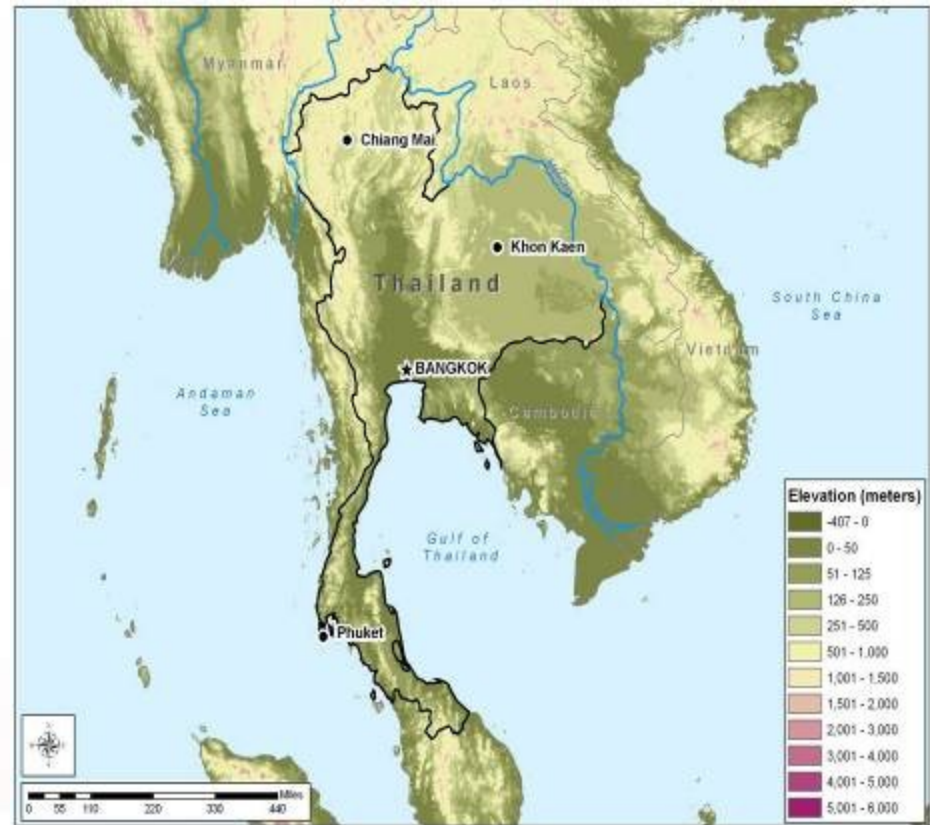 Myanmar
Laos
Chiang Mai
Khon Kaen
Thailand
South China
Sea
Vietnam
BANGKOK
Andaman
Sea
Cambodia
Gulf of
Thailand
Phuket
Elevation (meters)
-407 - 0
0 - 50
51 - 125
126 - 250
251 - 500
501 - 1,000
1,001 - 1,500
1,501 - 2,000
2,001 - 3,000
3,001 - 4,000
4,001 - 5,000
5,001 - 6,000
Miles
0 55 110 220 330 440